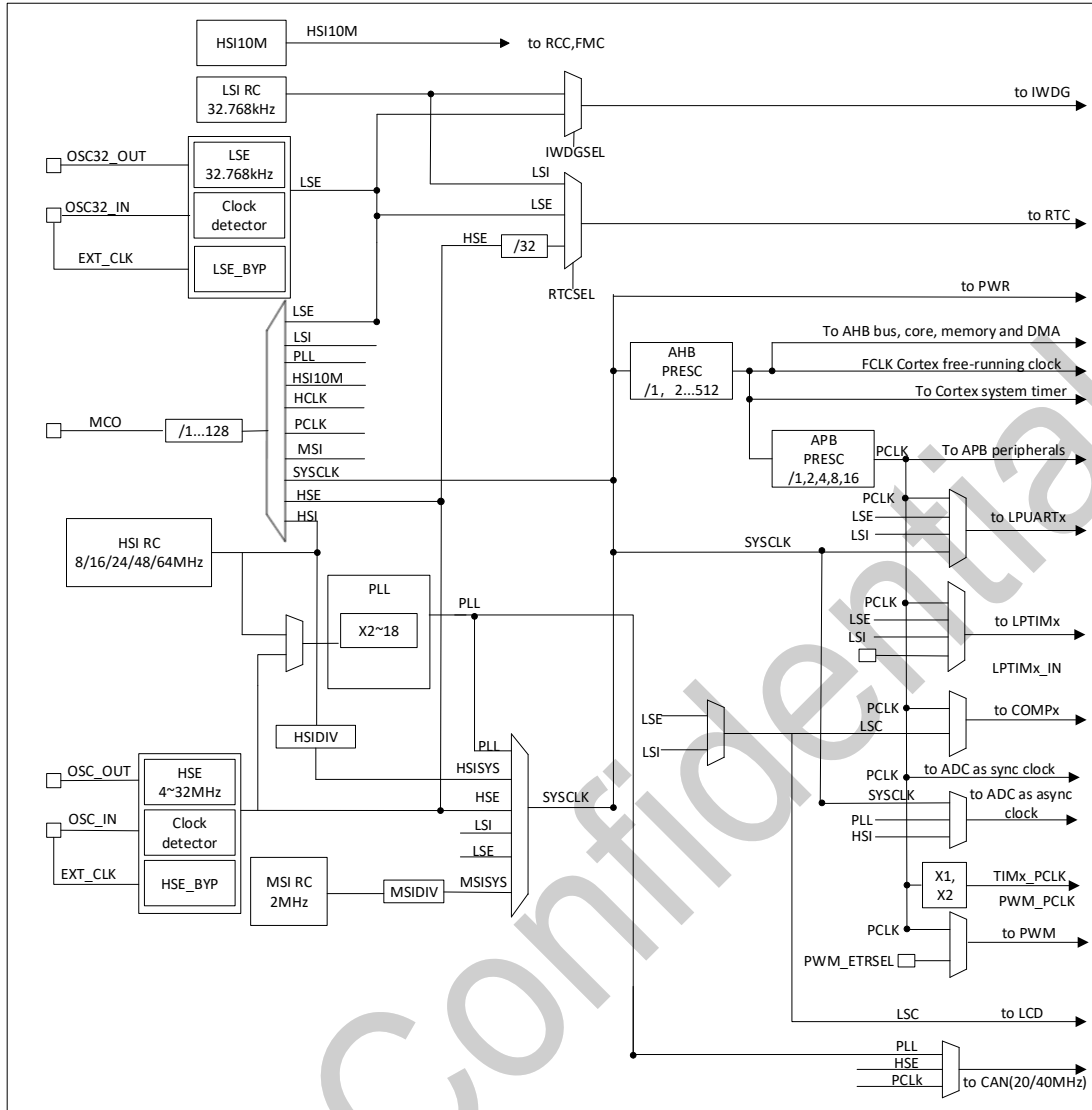 HSI10M
HSI10M
to RCC,FMC
LSI RC
32.768kHz
to IWDG
IWDGSEL
OSC32_OUT
LSE
32.768kHz
LSE
OSC32_IN
Clock
detector
EXT_CLK
LSE_BYP
LSI
LSE
HSE
/32
to RTC
RTCSEL
to PWR
LSE
LSI
PLL
HSI10M
HCLK
PCLK
MSI
SYSCLK
HSE
HSI
MCO
/1...128
AHB
PRESC
/1, 2...512
To AHB bus, core, memory and DMA
FCLK Cortex free-running clock
To Cortex system timer
APB
PRESC
/1,2,4,8,16
PCLK
To APB peripherals
PCLK
LSE
LSI
SYSCLK
to LPUARTx
HSI RC
8/16/24/48/64MHz
PLL
X2~18
PLL
PCLK
LSE
LSI
to LPTIMx
LPTIMx_IN
HSIDIV
LSE
LSI
PCLK
LSC
to COMPx
OSC_OUT
HSE
4~32MHz
OSC_IN
Clock
detector
EXT_CLK
HSE_BYP
MSI RC
2MHz
MSIDIV
PLL
HSISYS
HSE
LSI
LSE
MSISYS
SYSCLK
PCLK
to ADC as sync clock
SYSCLK
PLL
HSI
to ADC as async
clock
X1,
X2
TIMx_PCLK
PWM_PCLK
PCLK
PWM_ETRSEL
to PWM
LSC
to LCD
PLL
HSE
PCLk
to CAN(20/40MHz)
Confidential